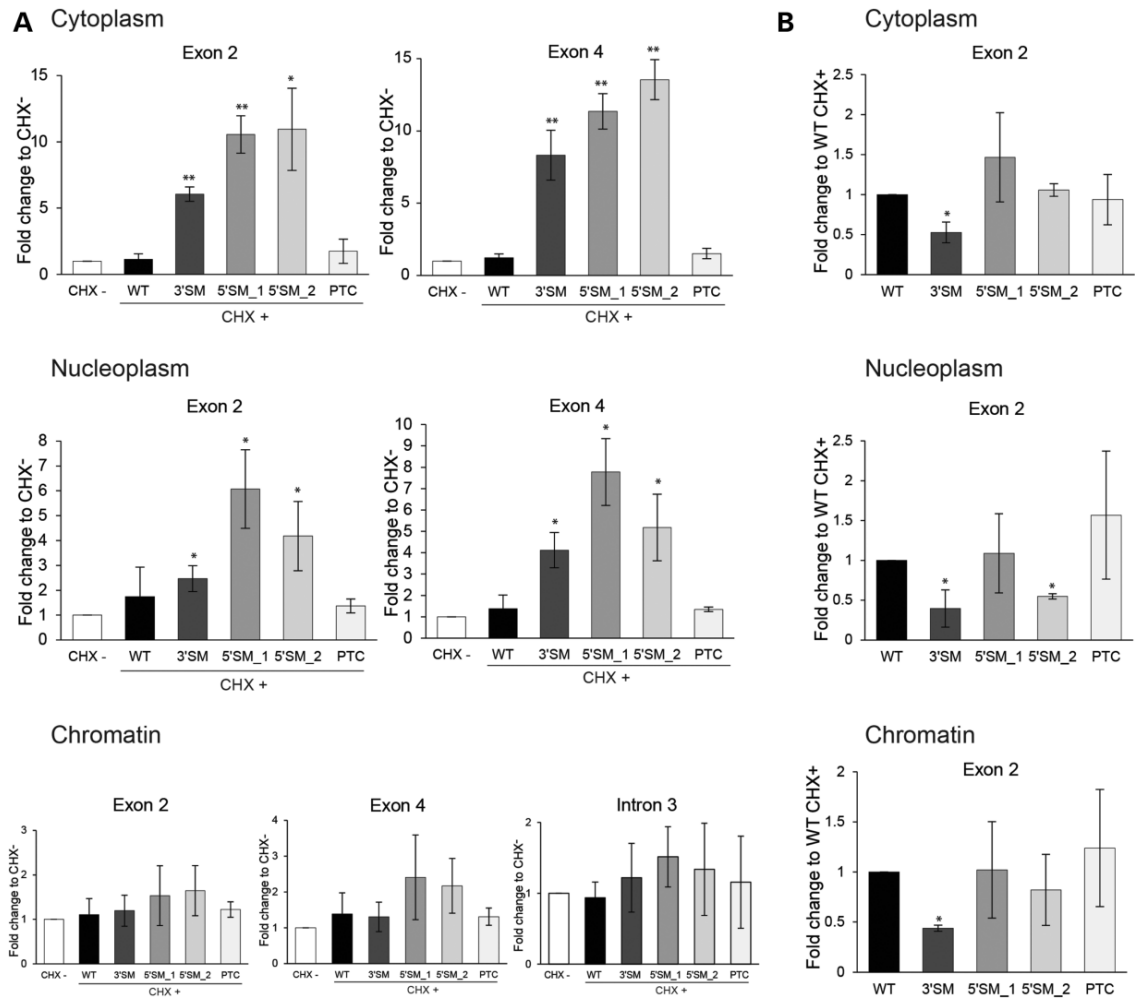 A Cytoplasm
Exon 2
Fold change to CHX-
15
10
5
0
**
**
*
CHX - WT 3'SM 5'SM_1 5'SM_2 PTC
CHX +
Exon 4
Fold change to CHX-
15
10
5
0
**
**
**
CHX - WT 3'SM 5'SM_1 5'SM_2 PTC
CHX +
B Cytoplasm
Exon 2
Fold change to WT CHX+
2.5
2
1.5
1
0.5
0
*
WT 3'SM 5'SM_1 5'SM_2 PTC
Nucleoplasm
Exon 2
Fold change to CHX-
8
7
6
5
4
3
2
1
0
*
*
*
CHX - WT 3'SM 5'SM_1 5'SM_2 PTC
CHX +
Exon 4
Fold change to CHX-
10
9
8
7
6
5
4
3
2
1
0
*
*
*
CHX - WT 3'SM 5'SM_1 5'SM_2 PTC
CHX +
Nucleoplasm
Exon 2
Fold change to WT CHX+
2.5
2
1.5
1
0.5
0
*
*
WT 3'SM 5'SM_1 5'SM_2 PTC
Chromatin
Exon 2
Fold change to CHX-
3
2
1
0
CHX - WT 3'SM 5'SM_1 5'SM_2 PTC
CHX +
Exon 4
Fold change to CHX-
4
3
2
1
0
CHX - WT 3'SM 5'SM_1 5'SM_2 PTC
CHX +
Intron 3
Fold change to CHX-
2
1
0
CHX - WT 3'SM 5'SM_1 5'SM_2 PTC
CHX +
Chromatin
Exon 2
Fold change to WT CHX+
2
1.5
1
0.5
0
*
WT 3'SM 5'SM_1 5'SM_2 PTC